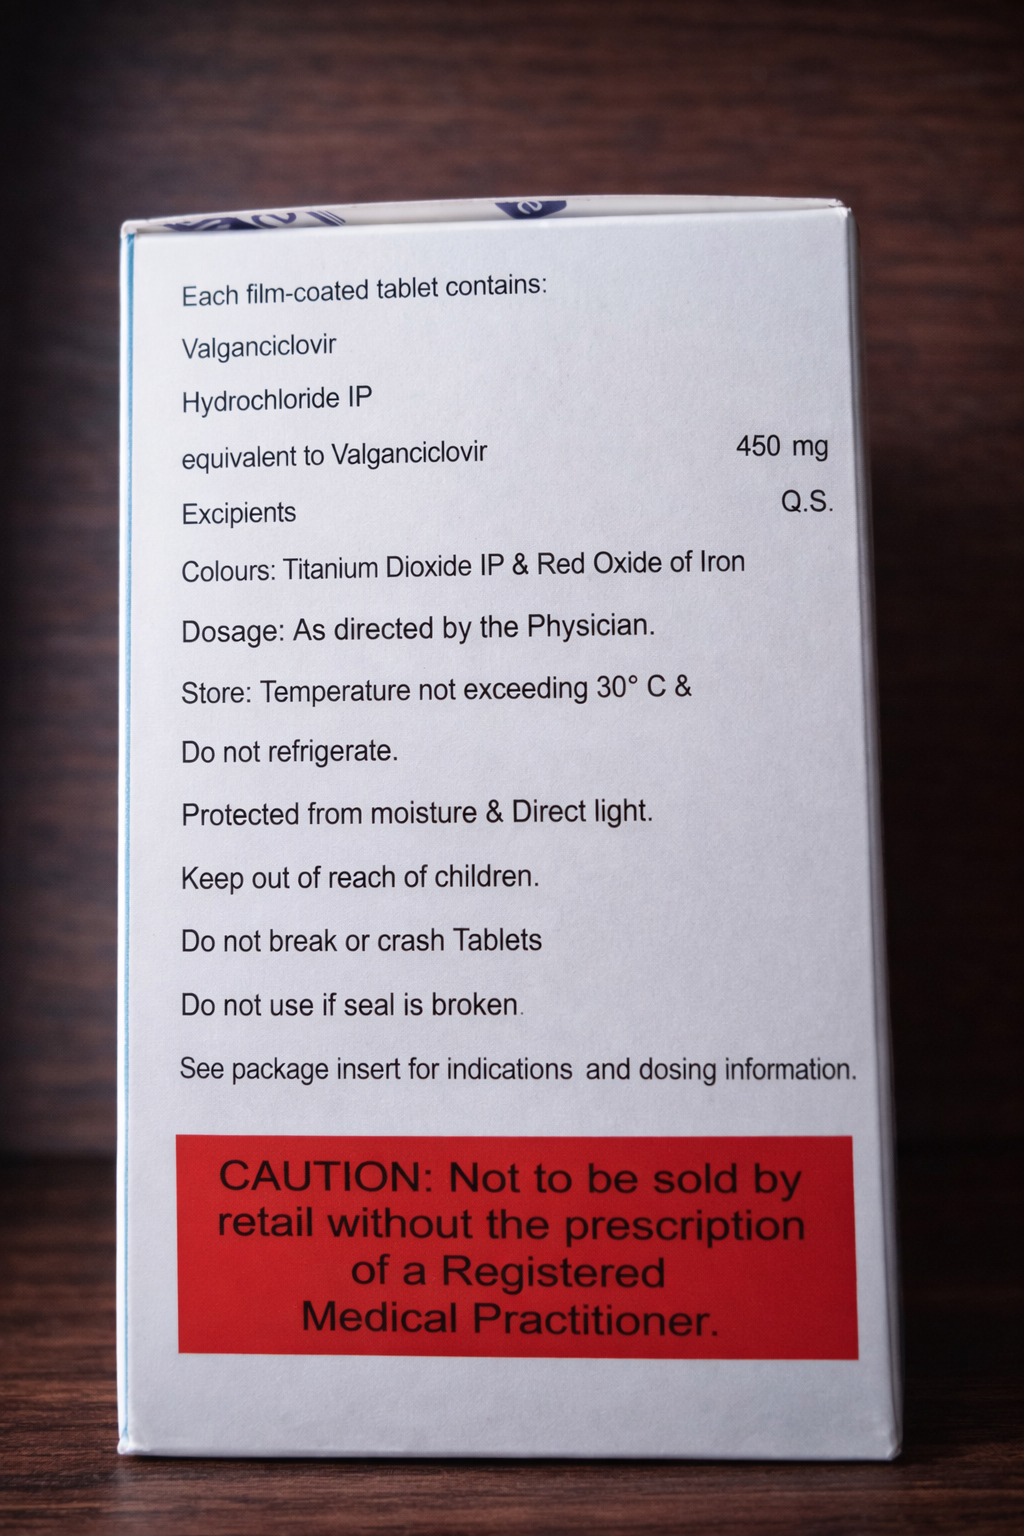 Each film-coated tablet contains:
Valganciclovir
Hydrochloride IP
equivalent to Valganciclovir 450 mg
Excipients Q.S.
Colours: Titanium Dioxide IP & Red Oxide of Iron
Dosage: As directed by the Physician.
Store: Temperature not exceeding 30° C &
Do not refrigerate.
Protected from moisture & Direct light.
Keep out of reach of children.
Do not break or crash Tablets
Do not use if seal is broken.
See package insert for indications and dosing information.
CAUTION: Not to be sold by
retail without the prescription
of a Registered
Medical Practitioner.